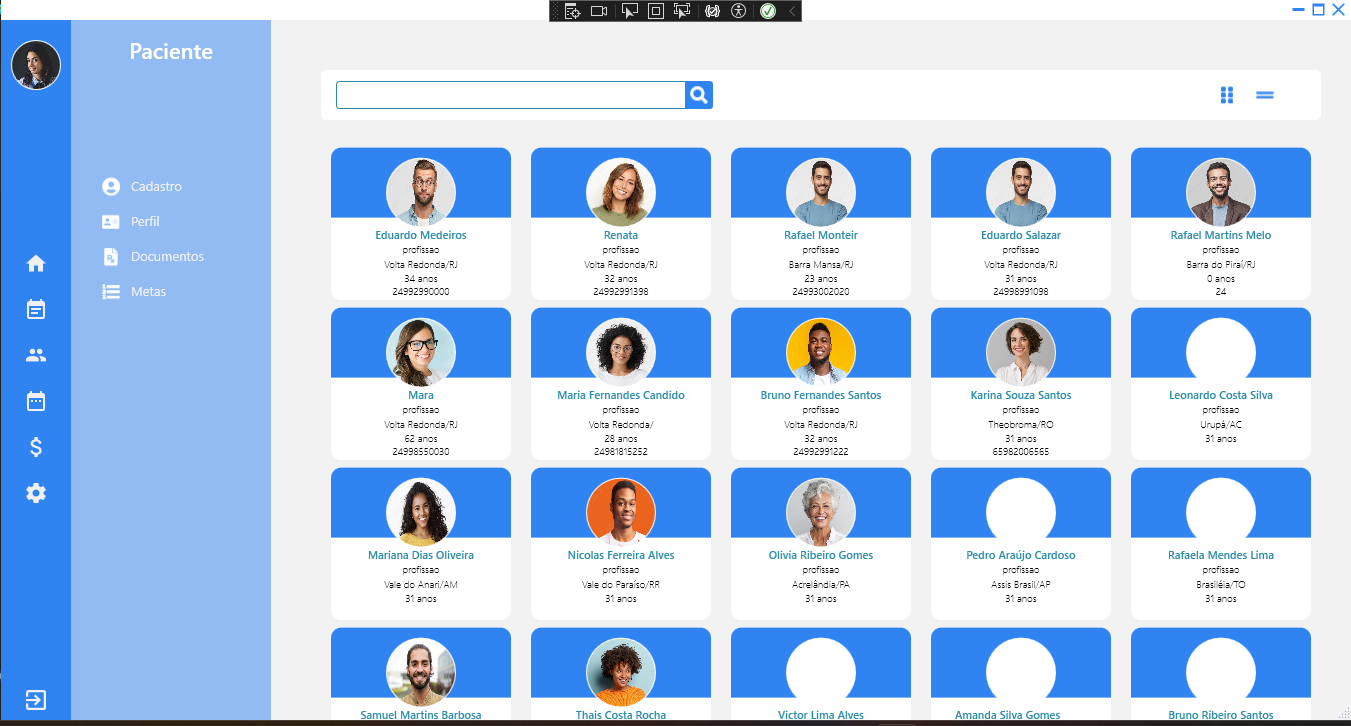 Paciente
Cadastro
Perfil
Documentos
Metas
Eduardo Medeiros
profissao
Volta Redonda/RJ
34 anos
24992990000
Renata
profissao
Volta Redonda/RJ
32 anos
24992991398
Rafael Monteir
profissao
Barra Mansa/RJ
23 anos
24993002020
Eduardo Salazar
profissao
Volta Redonda/RJ
31 anos
24998991098
Rafael Martins Melo
profissao
Barra do Piraí/RJ
0 anos
24
Mara
profissao
Volta Redonda/RJ
62 anos
24998550030
Maria Fernandes Candido
profissao
Volta Redonda/
28 anos
24981815252
Bruno Fernandes Santos
profissao
Volta Redonda/RJ
32 anos
24992991222
Karina Souza Santos
profissao
Theobroma/RO
31 anos
65982006565
Leonardo Costa Silva
profissao
Urupá/AC
31 anos
Mariana Dias Oliveira
profissao
Vale do Anari/AM
31 anos
Nicolas Ferreira Alves
profissao
Vale do Paraíso/RR
31 anos
Olivia Ribeiro Gomes
profissao
Acrelândia/PA
31 anos
Pedro Araújo Cardoso
profissao
Assis Brasil/AP
31 anos
Rafaela Mendes Lima
profissao
Brasiléia/TO
31 anos
Samuel Martins Barbosa
Thais Costa Rocha
Victor Lima Alves
Amanda Silva Gomes
Bruno Ribeiro Santos